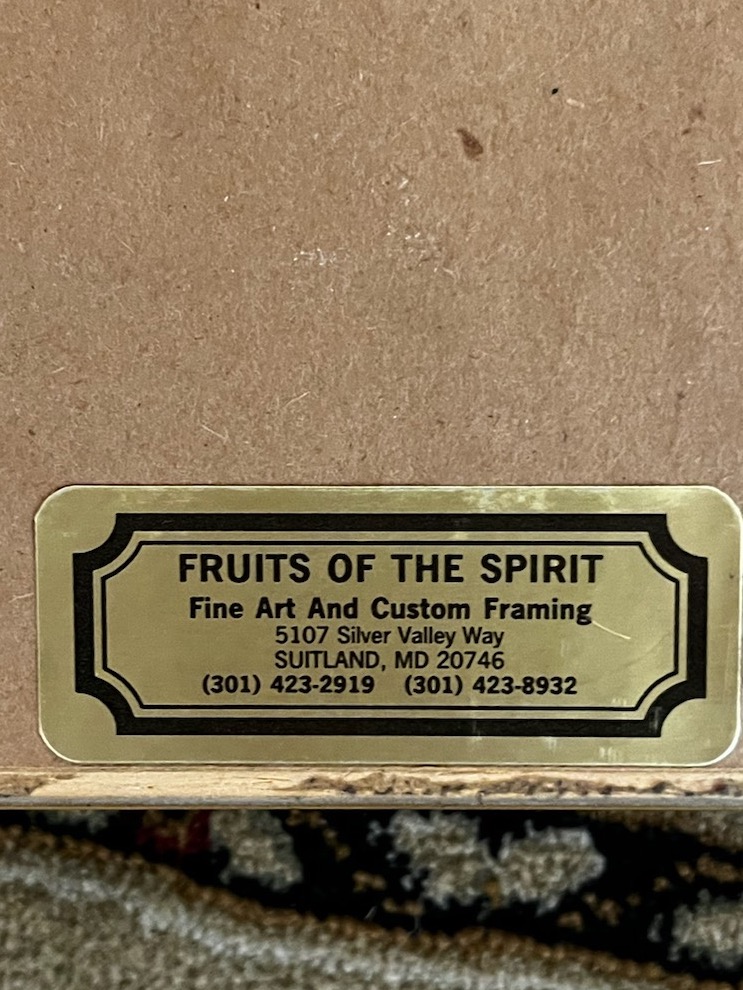 FRUITS OF THE SPIRIT
Fine Art And Custom Framing
5107 Silver Valley Way
SUITLAND, MD 20746
(301) 423-2919 (301) 423-8932